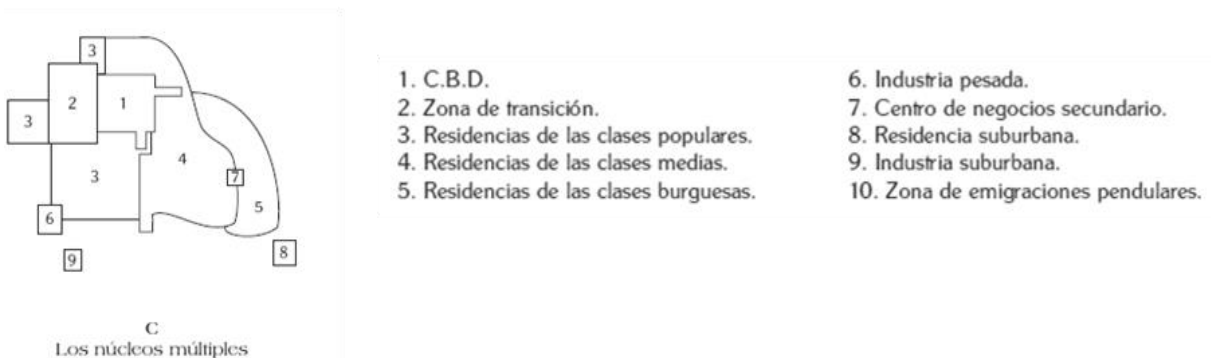 3
2
1
3
4
3
7
5
6
8
9
C
Los núcleos múltiples
1. C.B.D.
2. Zona de transición.
3. Residencias de las clases populares.
4. Residencias de las clases medias.
5. Residencias de las clases burguesas.
6. Industria pesada.
7. Centro de negocios secundario.
8. Residencia suburbana.
9. Industria suburbana.
10. Zona de emigraciones pendulares.